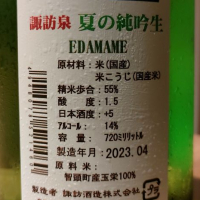 諏訪泉 夏の純吟生
EDAMAME
原材料：米(国産)
米こうじ(国産米)
精米歩合：55%
酸　度：1.5
日本酒度：+5
アルコール：14%
容　量：720ミリリットル
製造年月：2023.04
原 料 米：
智頭町産玉栄100%
製造者 諏訪酒造株式会社